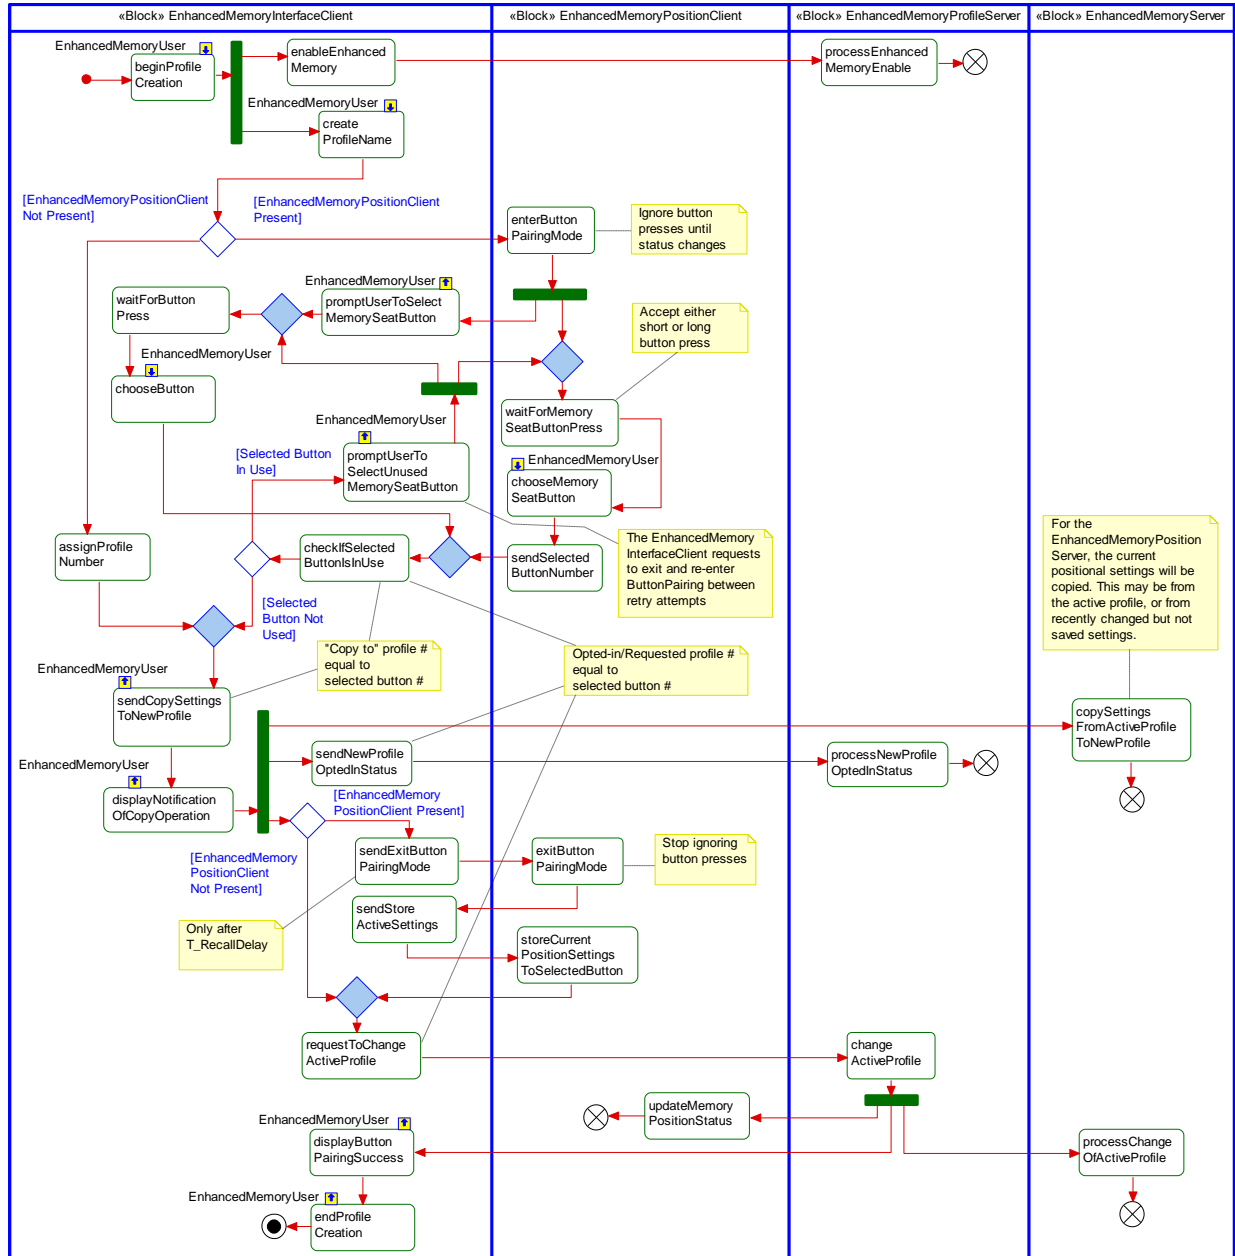 «Block» EnhancedMemoryInterfaceClient
«Block» EnhancedMemoryPositionClient
«Block» EnhancedMemoryProfileServer
«Block» EnhancedMemoryServer
EnhancedMemoryUser
beginProfile
Creation
enableEnhanced
Memory
processEnhanced
MemoryEnable
EnhancedMemoryUser
create
ProfileName
[EnhancedMemoryPositionClient
Not Present]
[EnhancedMemoryPositionClient
Present]
enterButton
PairingMode
Ignore button
presses until
status changes
EnhancedMemoryUser
promptUserToSelect
MemorySeatButton
waitForButton
Press
Accept either
short or long
button press
EnhancedMemoryUser
chooseButton
waitForMemory
SeatButtonPress
EnhancedMemoryUser
promptUserTo
SelectUnused
MemorySeatButton
[Selected Button
In Use]
EnhancedMemoryUser
chooseMemory
SeatButton
For the
EnhancedMemoryPosition
Server, the current
positional settings will be
copied. This may be from
the active profile, or from
recently changed but not
saved settings.
assignProfile
Number
checkIfSelected
ButtonIsInUse
sendSelected
ButtonNumber
The EnhancedMemory
InterfaceClient requests
to exit and re-enter
ButtonPairing between
retry attempts
[Selected
Button Not
Used]
"Copy to" profile #
equal to
selected button #
Opted-in/Requested profile #
equal to
selected button #
EnhancedMemoryUser
sendCopySettings
ToNewProfile
copySettings
FromActiveProfile
ToNewProfile
sendNewProfile
OptedInStatus
processNewProfile
OptedInStatus
EnhancedMemoryUser
displayNotification
OfCopyOperation
[EnhancedMemory
PositionClient Present]
[EnhancedMemory
PositionClient
Not Present]
sendExitButton
PairingMode
exitButton
PairingMode
Stop ignoring
button presses
sendStore
ActiveSettings
Only after
T_RecallDelay
storeCurrent
PositionSettings
ToSelectedButton
requestToChange
ActiveProfile
change
ActiveProfile
updateMemory
PositionStatus
EnhancedMemoryUser
displayButton
PairingSuccess
processChange
OfActiveProfile
EnhancedMemoryUser
endProfile
Creation